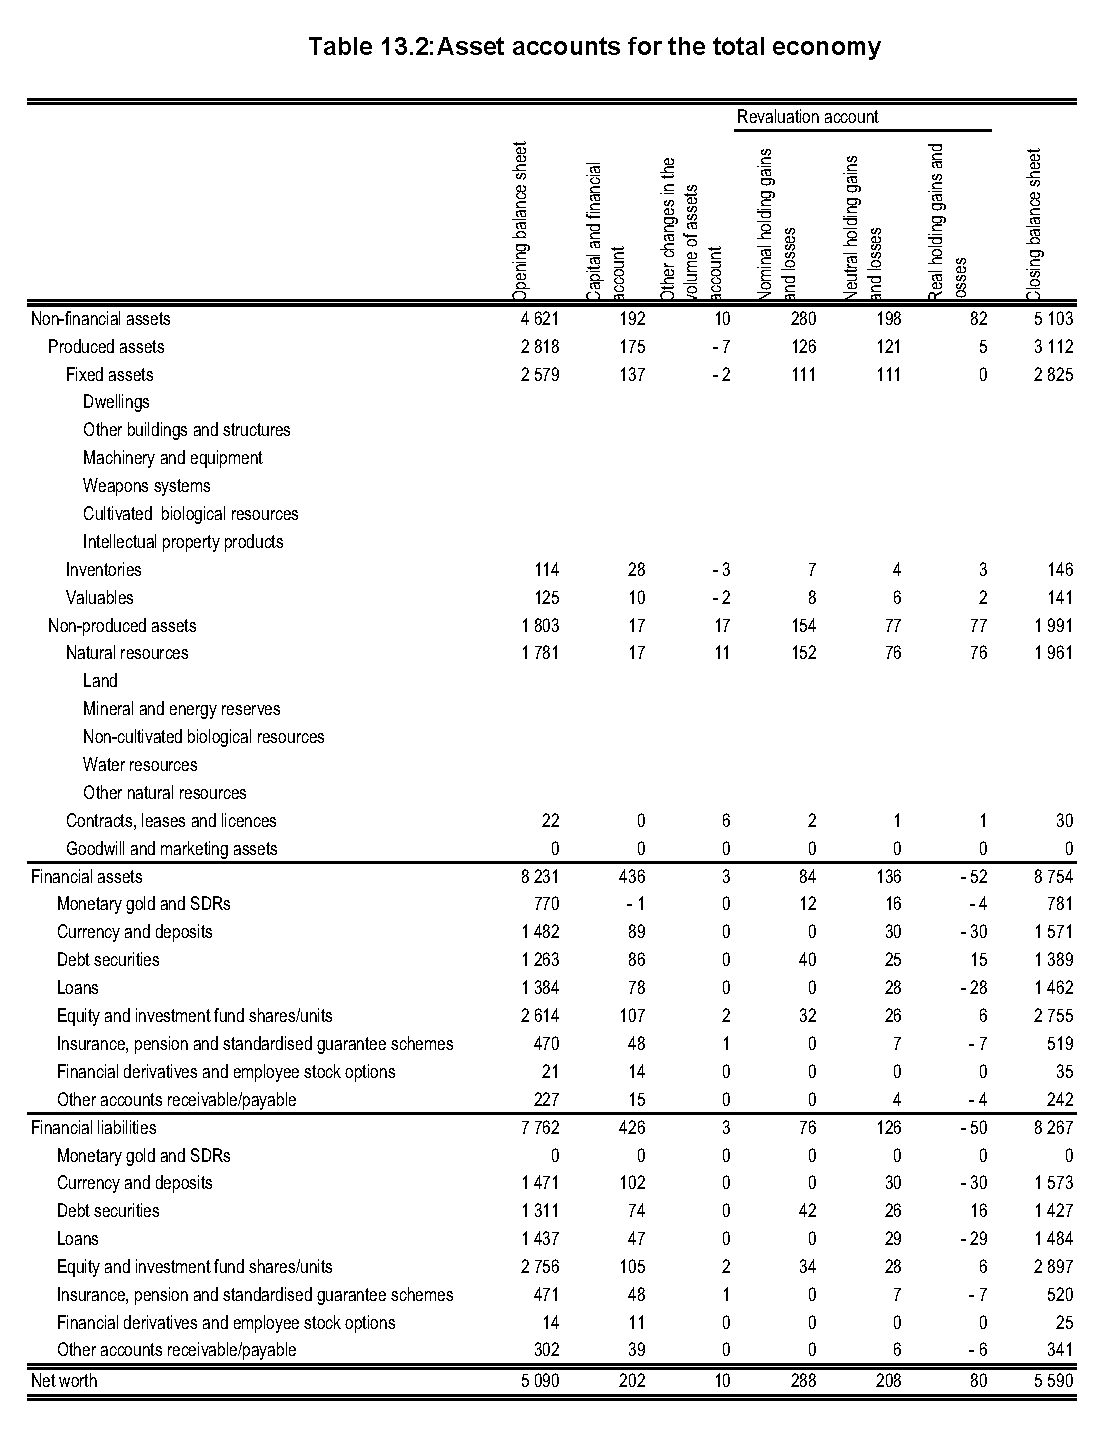 Table 13.2: Asset accounts for the total economy
Revaluation account
Opening balance sheet
Capital and financial account
Other changes in the volume of assets account
Nominal holding gains and losses
Neutral holding gains and losses
Real holding gains and losses
Closing balance sheet
Non-financial assets 4 621 192 10 280 198 82 5 103
Produced assets 2 818 175 - 7 126 121 5 3 112
Fixed assets 2 579 137 - 2 111 111 0 2 825
Dwellings
Other buildings and structures
Machinery and equipment
Weapons systems
Cultivated biological resources
Intellectual property products
Inventories 114 28 - 3 7 4 3 146
Valuables 125 10 - 2 8 6 2 141
Non-produced assets 1 803 17 17 154 77 77 1 991
Natural resources 1 781 17 11 152 76 76 1 961
Land
Mineral and energy reserves
Non-cultivated biological resources
Water resources
Other natural resources
Contracts, leases and licences 22 0 6 2 1 1 30
Goodwill and marketing assets 0 0 0 0 0 0 0
Financial assets 8 231 436 3 84 136 - 52 8 754
Monetary gold and SDRs 770 - 1 0 12 16 - 4 781
Currency and deposits 1 482 89 0 0 30 - 30 1 571
Debt securities 1 263 86 0 40 25 15 1 389
Loans 1 384 78 0 0 28 - 28 1 462
Equity and investment fund shares/units 2 614 107 2 32 26 6 2 755
Insurance, pension and standardised guarantee schemes 470 48 1 0 7 - 7 519
Financial derivatives and employee stock options 21 14 0 0 0 0 35
Other accounts receivable/payable 227 15 0 0 4 - 4 242
Financial liabilities 7 762 426 3 76 126 - 50 8 267
Monetary gold and SDRs 0 0 0 0 0 0 0
Currency and deposits 1 471 102 0 0 30 - 30 1 573
Debt securities 1 311 74 0 42 26 16 1 427
Loans 1 437 47 0 0 29 - 29 1 484
Equity and investment fund shares/units 2 756 105 2 34 28 6 2 897
Insurance, pension and standardised guarantee schemes 471 48 1 0 7 - 7 520
Financial derivatives and employee stock options 14 11 0 0 0 0 25
Other accounts receivable/payable 302 39 0 0 6 - 6 341
Net worth 5 090 202 10 288 208 80 5 590